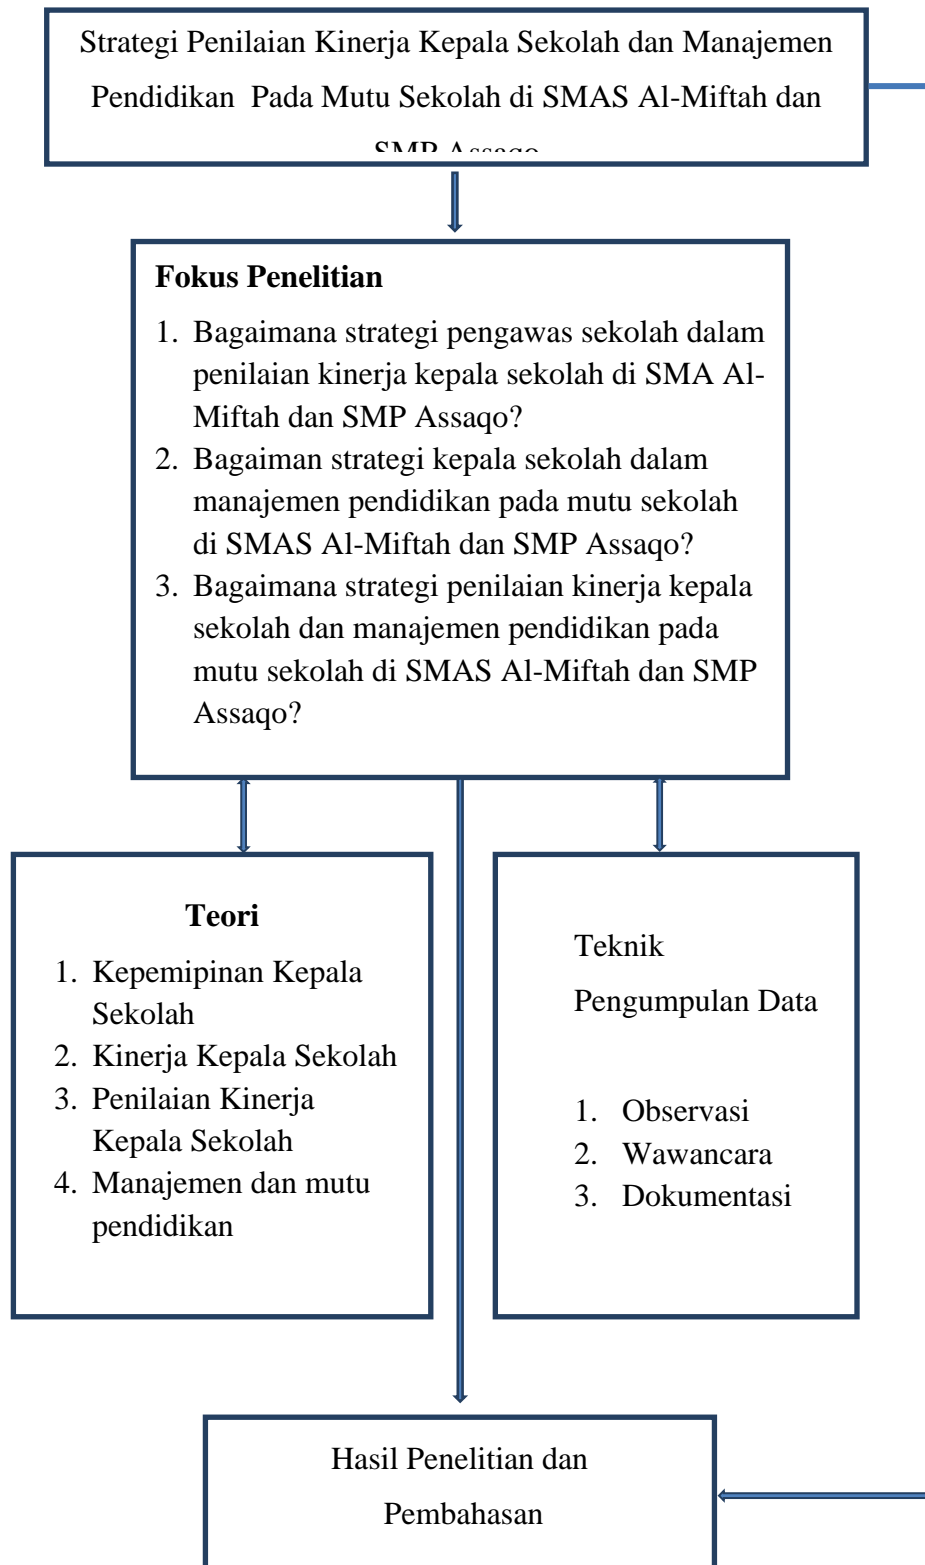 Strategi Penilaian Kinerja Kepala Sekolah dan Manajemen
Pendidikan Pada Mutu Sekolah di SMAS Al-Miftah dan
SMP Assaqo
Fokus Penelitian
1. Bagaimana strategi pengawas sekolah dalam
penilaian kinerja kepala sekolah di SMA Al-
Miftah dan SMP Assaqo?
2. Bagaiman strategi kepala sekolah dalam
manajemen pendidikan pada mutu sekolah
di SMAS Al-Miftah dan SMP Assaqo?
3. Bagaimana strategi penilaian kinerja kepala
sekolah dan manajemen pendidikan pada
mutu sekolah di SMAS Al-Miftah dan SMP
Assaqo?
Teori
1. Kepemipinan Kepala
Sekolah
2. Kinerja Kepala Sekolah
3. Penilaian Kinerja
Kepala Sekolah
4. Manajemen dan mutu
pendidikan
Teknik
Pengumpulan Data
1. Observasi
2. Wawancara
3. Dokumentasi
Hasil Penelitian dan
Pembahasan